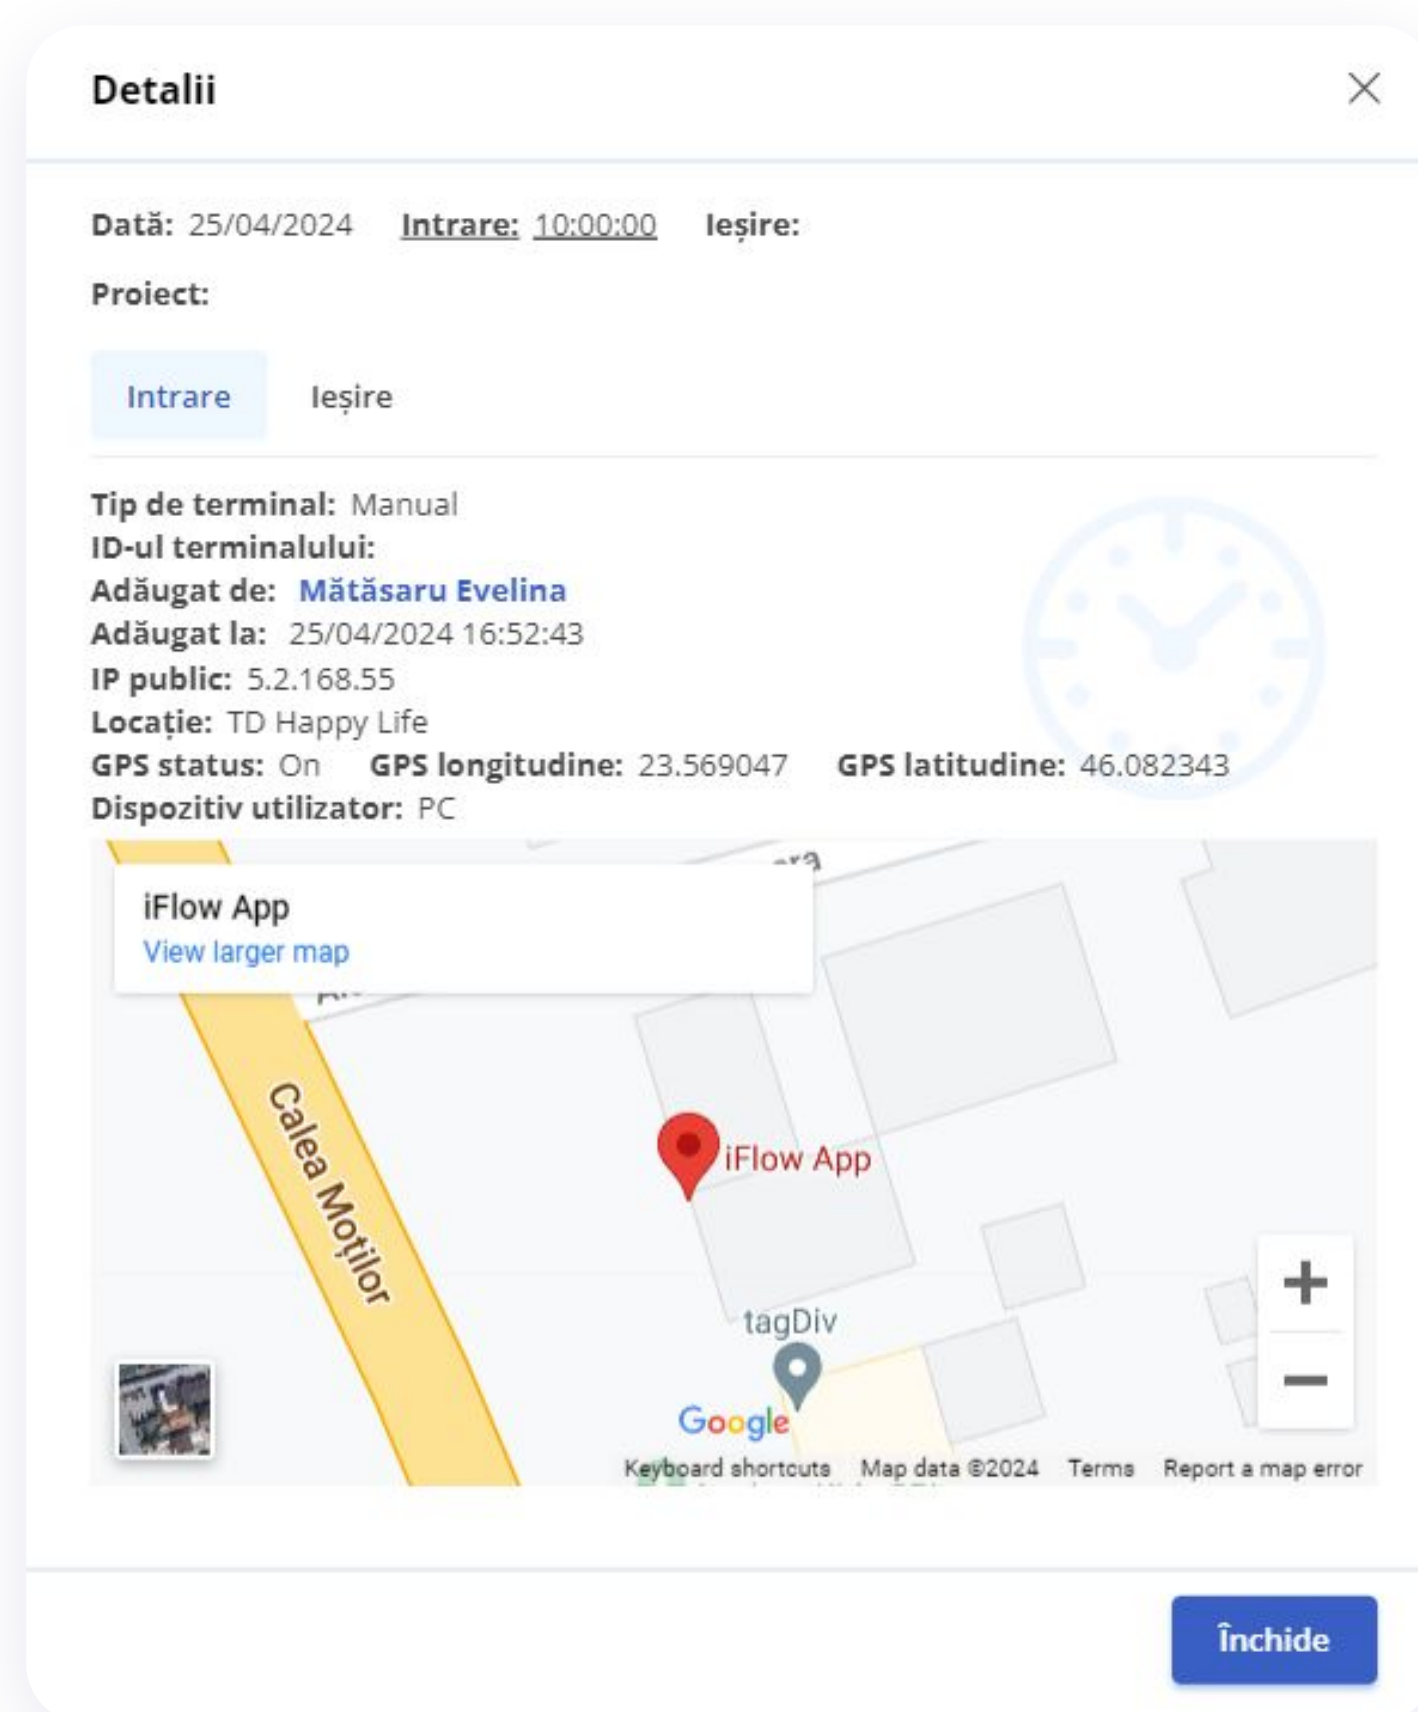 Detalii
Dată: 25/04/2024 Intrare: 10:00:00 Ieșire:
Proiect:
Intrare Ieșire
Tip de terminal: Manual
ID-ul terminalului:
Adăugat de: Mătăsaru Evelina
Adăugat la: 25/04/2024 16:52:43
IP public: 5.2.168.55
Locație: TD Happy Life
GPS status: On GPS longitudine: 23.569047 GPS latitudine: 46.082343
Dispozitiv utilizator: PC
iFlow App
View larger map
Calea Moților
iFlow App
tagDiv
Google
Keyboard shortcuts Map data ©2024 Terms Report a map error
Închide